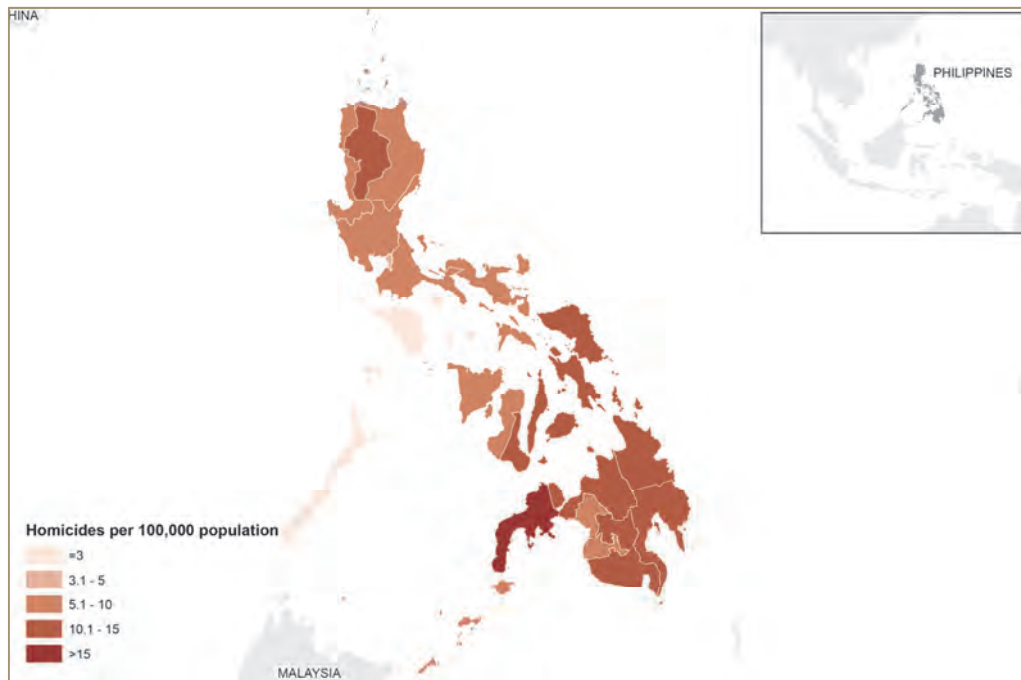 HINA
PHILIPPINES
Homicides per 100,000 population
=3
3.1 - 5
5.1 - 10
10.1 - 15
>15
MALAYSIA